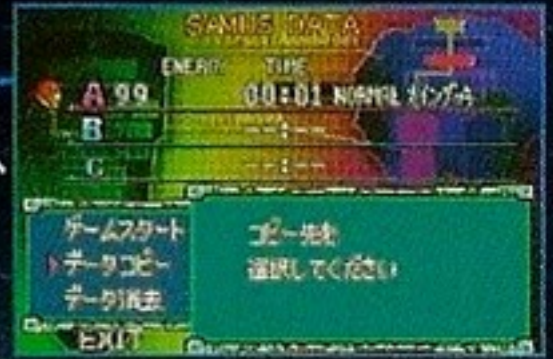 SAMUS DATA
ENERGY TIME
A 99 00:01 NORMAL
B --:--
C --:--
ゲームスタート
データコピー
データ消去
EXIT
コピー先を
選択してください